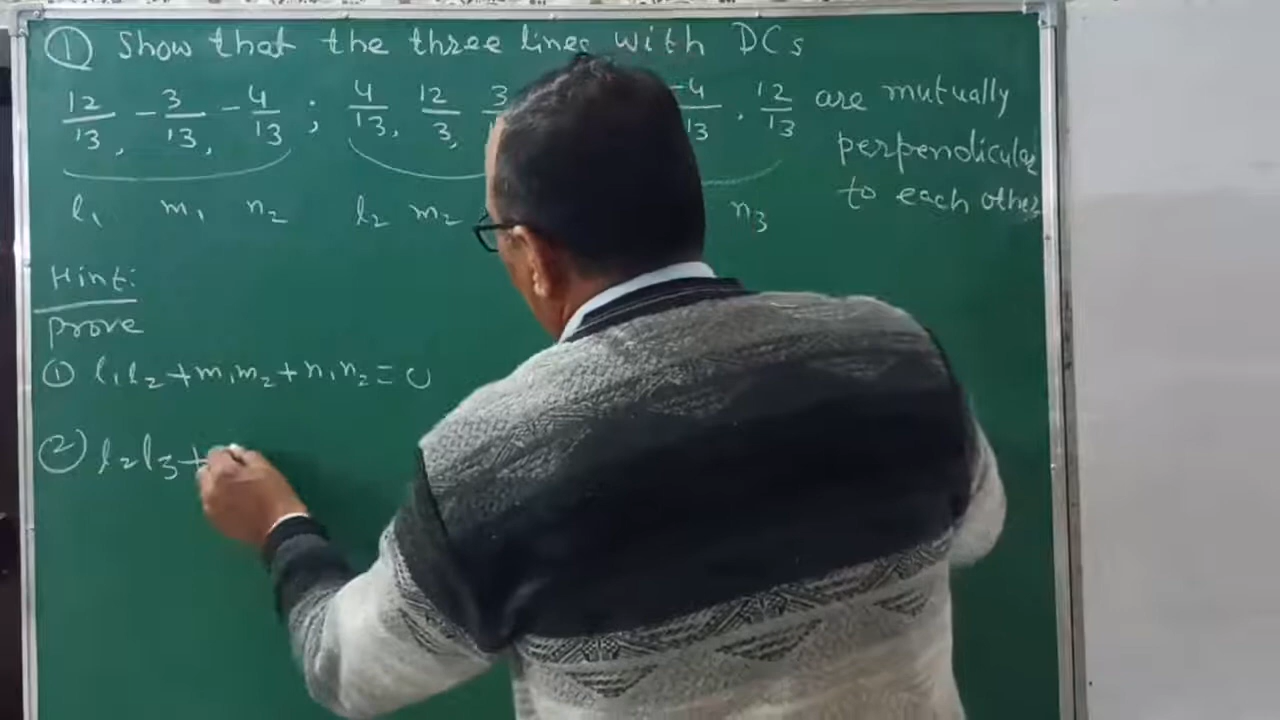 ① Show that the three lines with DCs
12/13, -3/13, -4/13 ; 4/13, 12/3, 3 -4/13, 12/13 are mutually
perpendicular
to each other
l₁ m₁ n₂ l₂ m₂ n₃
Hint:
prove
① l₁l₂+m₁m₂+n₁n₂=0
② l₂l₃+